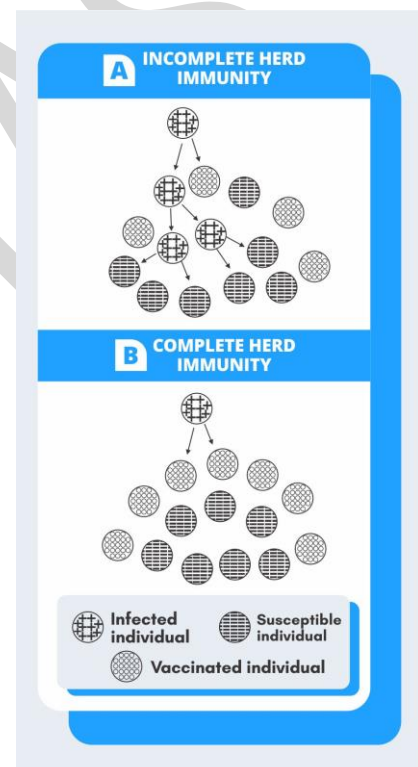 A
INCOMPLETE HERD
IMMUNITY
B
COMPLETE HERD
IMMUNITY
Infected
individual
Susceptible
individual
Vaccinated individual